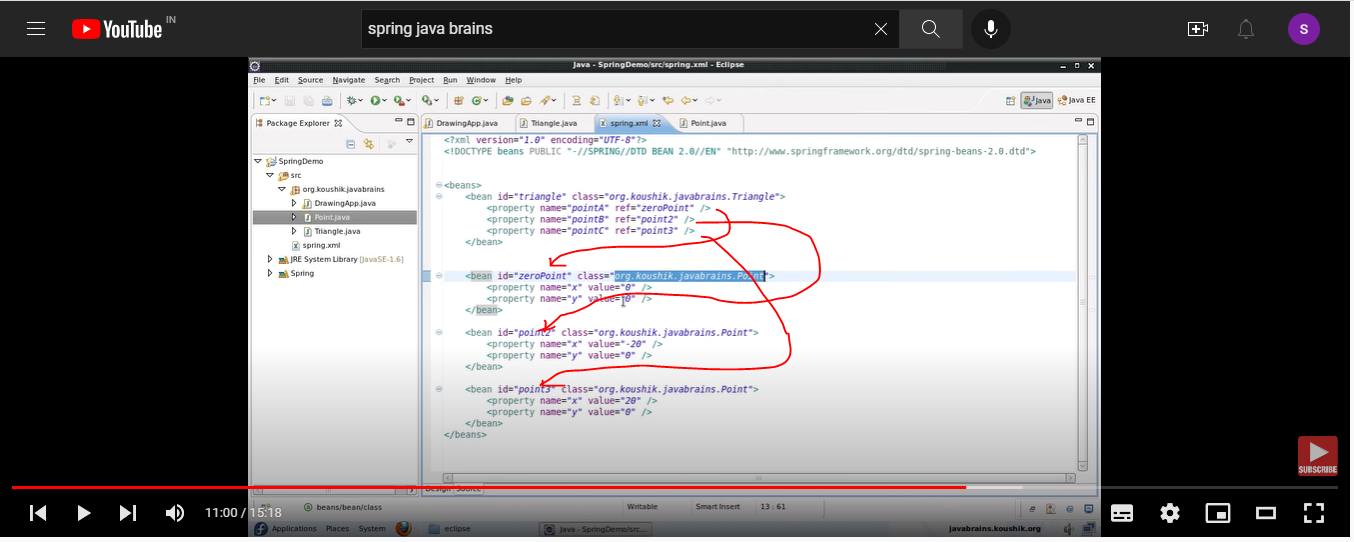 YouTube IN
spring java brains
S
Java - SpringDemo/src/spring.xml - Eclipse
File Edit Source Navigate Search Project Run Window Help
Java Java EE
Package Explorer
DrawingApp.java Triangle.java spring.xml Point.java
SpringDemo
src
org.koushik.javabrains
DrawingApp.java
Point.java
Triangle.java
spring.xml
JRE System Library [JavaSE-1.6]
Spring
<?xml version="1.0" encoding="UTF-8"?>
<!DOCTYPE beans PUBLIC "-//SPRING//DTD BEAN 2.0//EN" "http://www.springframework.org/dtd/spring-beans-2.0.dtd">
<beans>
<bean id="triangle" class="org.koushik.javabrains.Triangle">
<property name="pointA" ref="zeroPoint" />
<property name="pointB" ref="point2" />
<property name="pointC" ref="point3" />
</bean>
<bean id="zeroPoint" class="org.koushik.javabrains.Point">
<property name="x" value="0" />
<property name="y" value="0" />
</bean>
<bean id="point2" class="org.koushik.javabrains.Point">
<property name="x" value="-20" />
<property name="y" value="0" />
</bean>
<bean id="point3" class="org.koushik.javabrains.Point">
<property name="x" value="20" />
<property name="y" value="0" />
</bean>
</beans>
SUBSCRIBE
Design Source
beans/bean/class Writable Smart Insert 13 : 61
11:00 / 15:18
Applications Places System eclipse Java - SpringDemo/src... javabrains.koushik.org